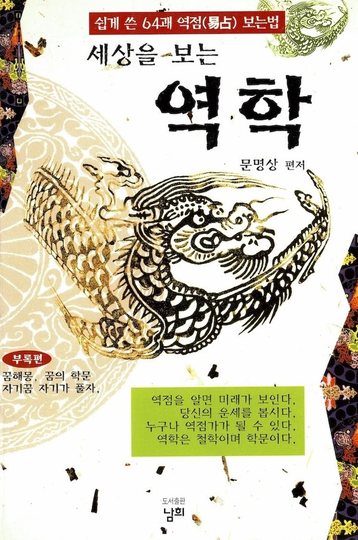 쉽게 쓴 64괘 역점(易占) 보는법
세상을 보는
역학
문명상 편저
부록편
꿈해몽, 꿈의 학문
자기꿈 자기가 풀자.
역점을 알면 미래가 보인다.
당신의 운세를 봅시다.
누구나 역점가가 될 수 있다.
역학은 철학이며 학문이다.
도서출판
남희